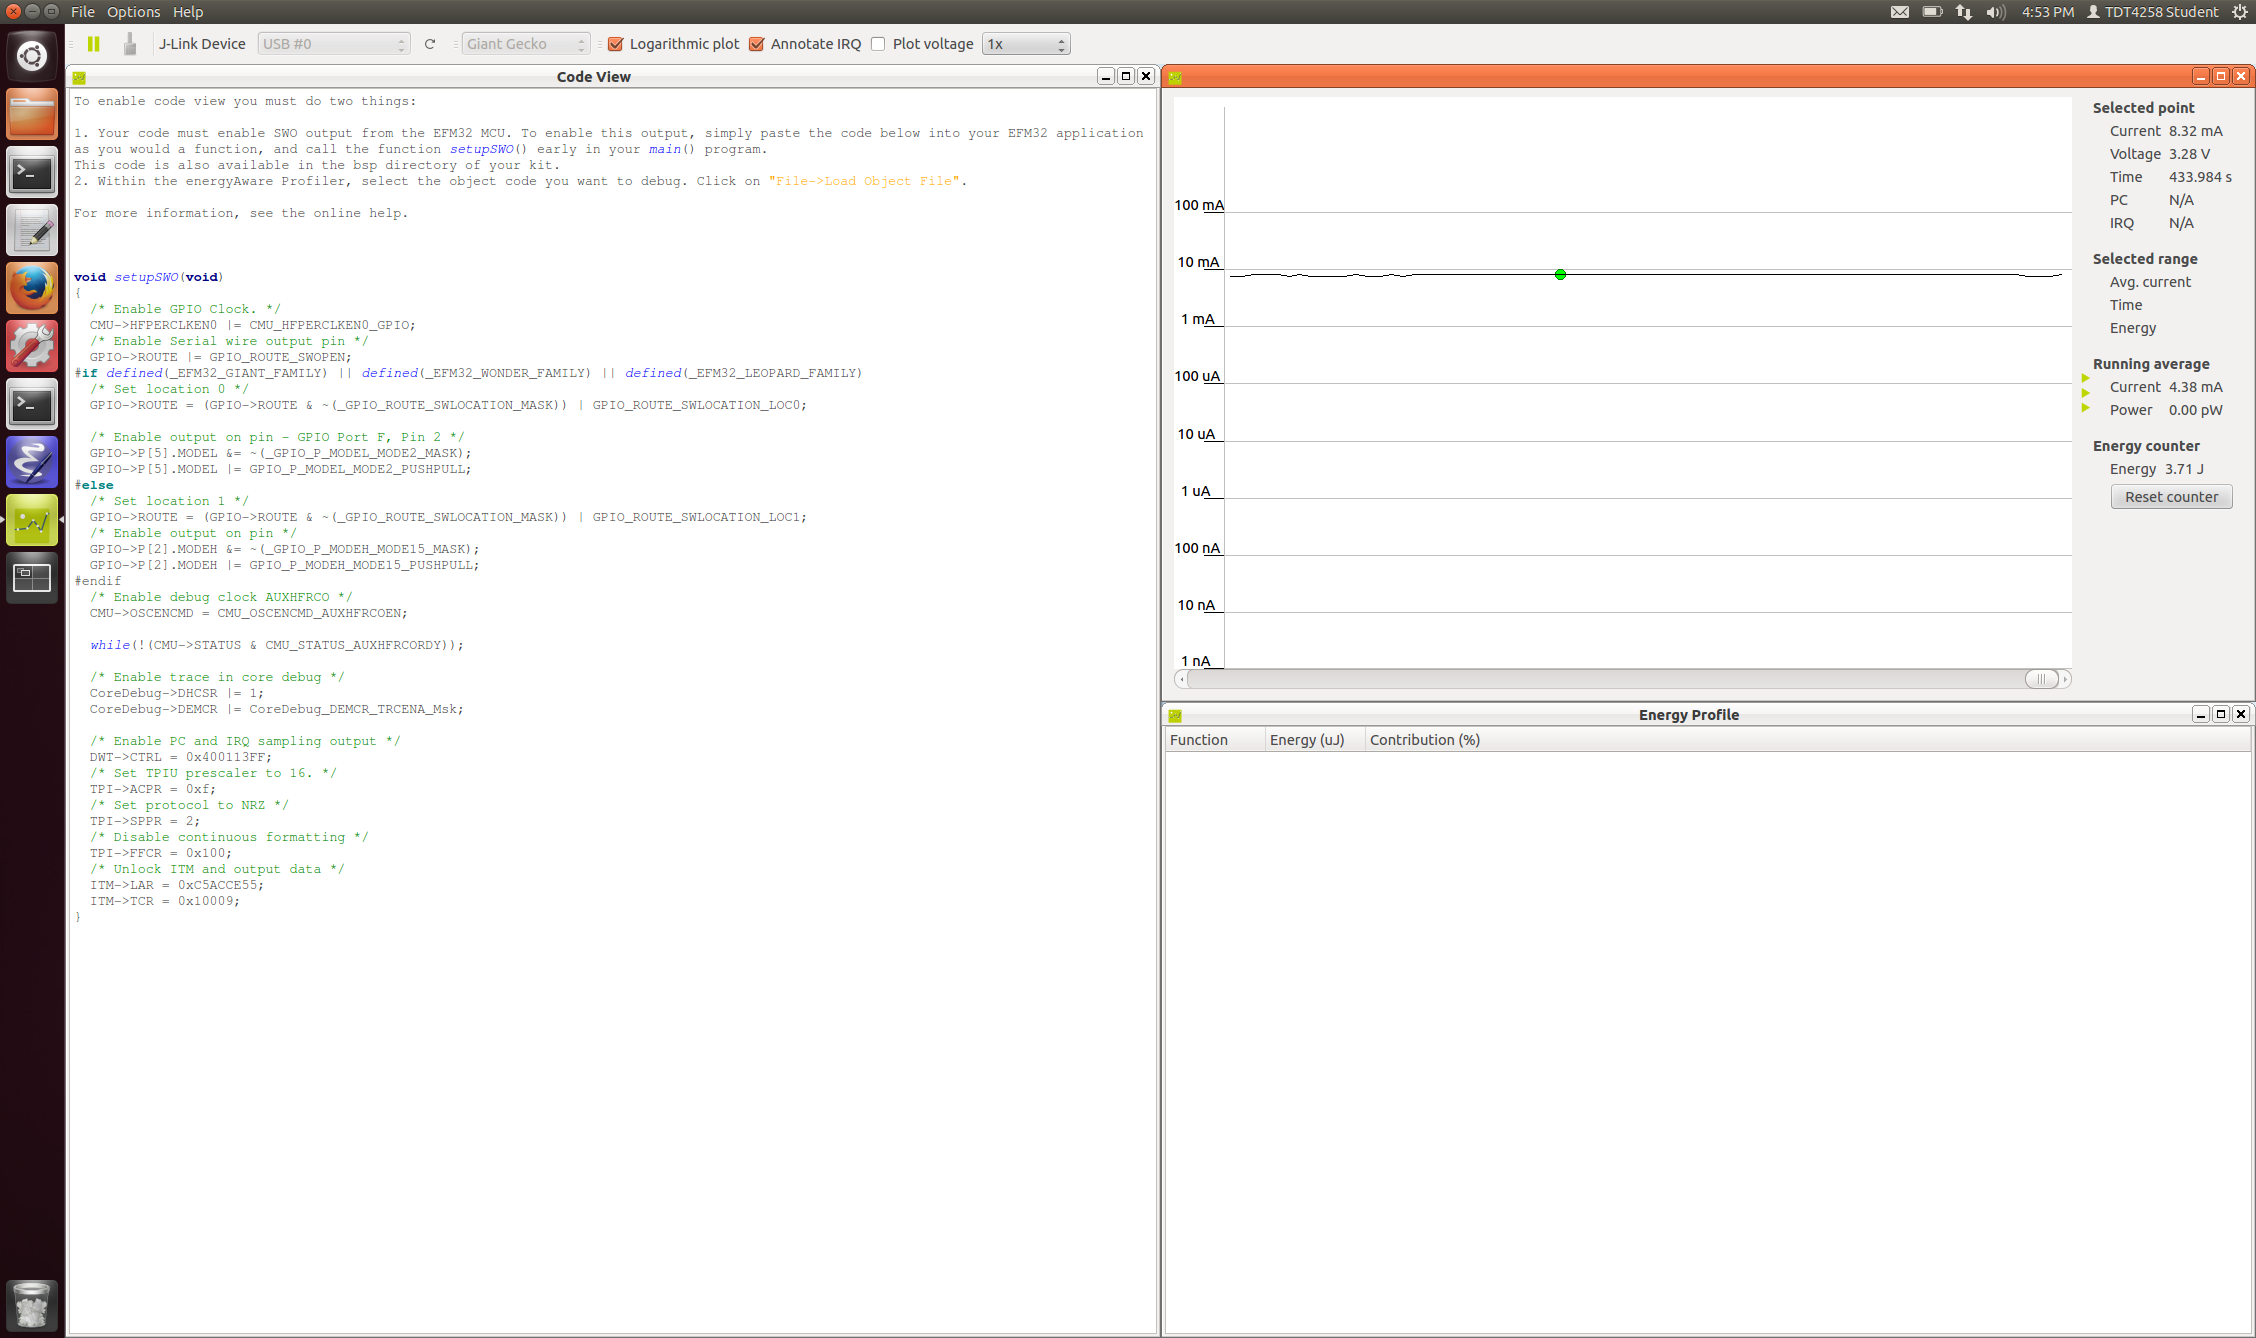 File Options Help
4:53 PM TDT4258 Student
J-Link Device USB #0 Giant Gecko Logarithmic plot Annotate IRQ Plot voltage 1x
Code View
To enable code view you must do two things:
1. Your code must enable SWO output from the EFM32 MCU. To enable this output, simply paste the code below into your EFM32 application
as you would a function, and call the function setupSWO() early in your main() program.
This code is also available in the bsp directory of your kit.
2. Within the energyAware Profiler, select the object code you want to debug. Click on "File->Load Object File".
For more information, see the online help.
void setupSWO(void)
{
/* Enable GPIO Clock. */
CMU->HFPERCLKEN0 |= CMU_HFPERCLKEN0_GPIO;
/* Enable Serial wire output pin */
GPIO->ROUTE |= GPIO_ROUTE_SWOPEN;
#if defined(_EFM32_GIANT_FAMILY) || defined(_EFM32_WONDER_FAMILY) || defined(_EFM32_LEOPARD_FAMILY)
/* Set location 0 */
GPIO->ROUTE = (GPIO->ROUTE & ~(_GPIO_ROUTE_SWLOCATION_MASK)) | GPIO_ROUTE_SWLOCATION_LOC0;
/* Enable output on pin - GPIO Port F, Pin 2 */
GPIO->P[5].MODEL &= ~(_GPIO_P_MODEL_MODE2_MASK);
GPIO->P[5].MODEL |= GPIO_P_MODEL_MODE2_PUSHPULL;
#else
/* Set location 1 */
GPIO->ROUTE = (GPIO->ROUTE & ~(_GPIO_ROUTE_SWLOCATION_MASK)) | GPIO_ROUTE_SWLOCATION_LOC1;
/* Enable output on pin */
GPIO->P[2].MODEH &= ~(_GPIO_P_MODEH_MODE15_MASK);
GPIO->P[2].MODEH |= GPIO_P_MODEH_MODE15_PUSHPULL;
#endif
/* Enable debug clock AUXHFRCO */
CMU->OSCENCMD = CMU_OSCENCMD_AUXHFRCOEN;
while(!(CMU->STATUS & CMU_STATUS_AUXHFRCORDY));
/* Enable trace in core debug */
CoreDebug->DHCSR |= 1;
CoreDebug->DEMCR |= CoreDebug_DEMCR_TRCENA_Msk;
/* Enable PC and IRQ sampling output */
DWT->CTRL = 0x400113FF;
/* Set TPIU prescaler to 16. */
TPI->ACPR = 0xf;
/* Set protocol to NRZ */
TPI->SPPR = 2;
/* Disable continuous formatting */
TPI->FFCR = 0x100;
/* Unlock ITM and output data */
ITM->LAR = 0xC5ACCE55;
ITM->TCR = 0x10009;
}
100 mA
10 mA
1 mA
100 uA
10 uA
1 uA
100 nA
10 nA
1 nA
Selected point
Current 8.32 mA
Voltage 3.28 V
Time 433.984 s
PC N/A
IRQ N/A
Selected range
Avg. current
Time
Energy
Running average
Current 4.38 mA
Power 0.00 pW
Energy counter
Energy 3.71 J
Reset counter
Energy Profile
Function Energy (uJ) Contribution (%)